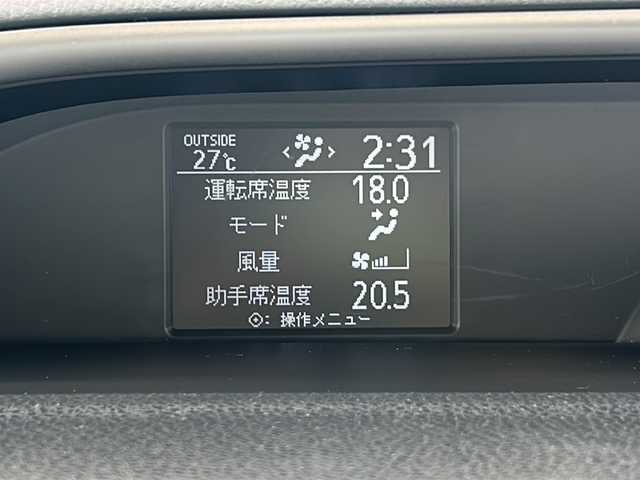 OUTSIDE
27℃ < > 2:31
運転席温度 18.0
モード
風量
助手席温度 20.5
: 操作メニュー